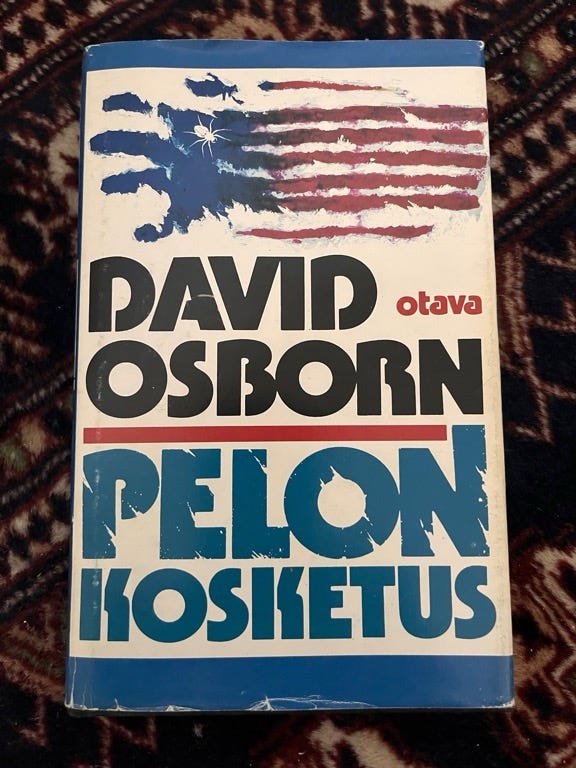 DAVID
otava
OSBORN
PELON
KOSKETUS